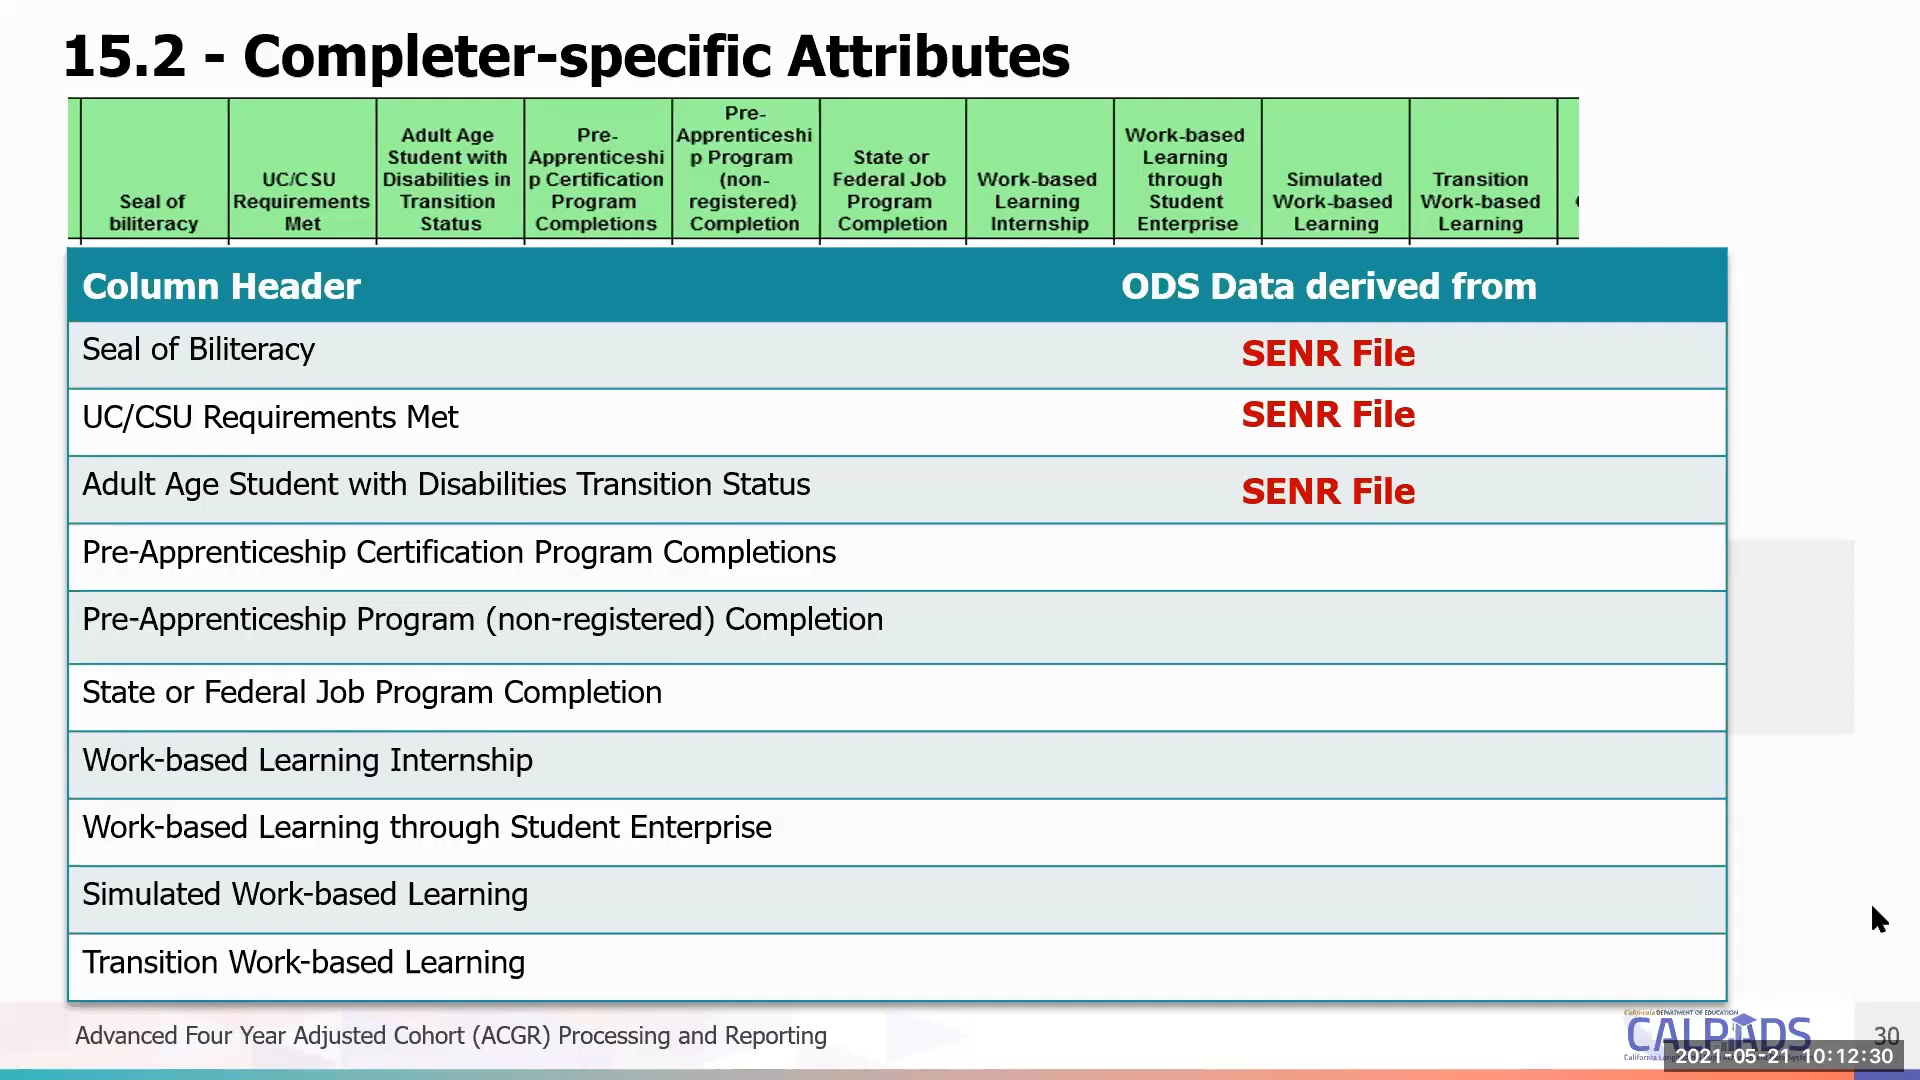 15.2 - Completer-specific Attributes
Seal of
biliteracy
UC/CSU
Requirements
Met
Adult Age
Student with
Disabilities in
Transition
Status
Pre-
Apprenticeshi
p Certification
Program
Completions
Pre-
Apprenticeshi
p Program
(non-
registered)
Completion
State or
Federal Job
Program
Completion
Work-based
Learning
Internship
Work-based
Learning
through
Student
Enterprise
Simulated
Work-based
Learning
Transition
Work-based
Learning
Column Header ODS Data derived from
Seal of Biliteracy SENR File
UC/CSU Requirements Met SENR File
Adult Age Student with Disabilities Transition Status SENR File
Pre-Apprenticeship Certification Program Completions
Pre-Apprenticeship Program (non-registered) Completion
State or Federal Job Program Completion
Work-based Learning Internship
Work-based Learning through Student Enterprise
Simulated Work-based Learning
Transition Work-based Learning
Advanced Four Year Adjusted Cohort (ACGR) Processing and Reporting
California DEPARTMENT OF EDUCATION
CALPADS
30
2021-05-21 10:12:30